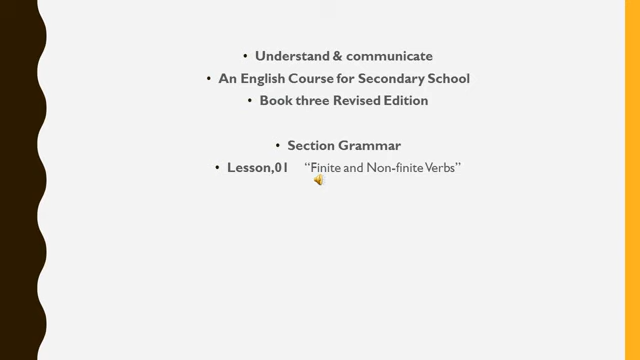 • Understand & communicate
• An English Course for Secondary School
• Book three Revised Edition
• Section Grammar
• Lesson,01 “Finite and Non-finite Verbs”